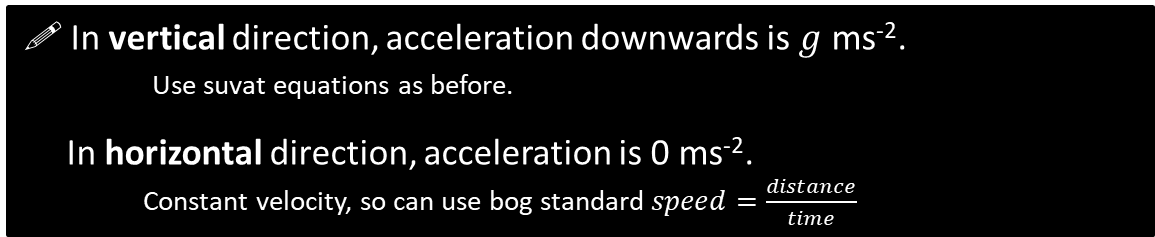 In vertical direction, acceleration downwards is g ms⁻².
Use suvat equations as before.
In horizontal direction, acceleration is 0 ms⁻².
Constant velocity, so can use bog standard speed = distance/time